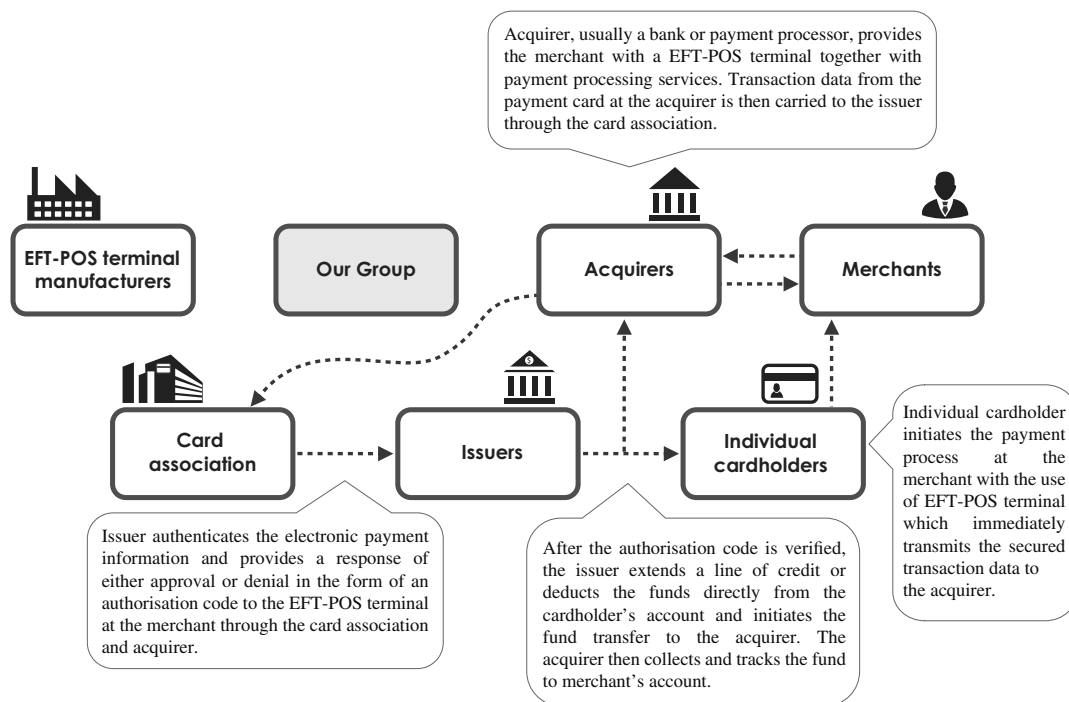 Acquirer, usually a bank or payment processor, provides
the merchant with a EFT-POS terminal together with
payment processing services. Transaction data from the
payment card at the acquirer is then carried to the issuer
through the card association.
EFT-POS terminal
manufacturers
Our Group
Acquirers
Merchants
$
Card
association
Issuers
Individual
cardholders
Individual cardholder
initiates the payment
process at the
merchant with the use
of EFT-POS terminal
which immediately
transmits the secured
transaction data to
the acquirer.
Issuer authenticates the electronic payment
information and provides a response of
either approval or denial in the form of an
authorisation code to the EFT-POS terminal
at the merchant through the card association
and acquirer.
After the authorisation code is verified,
the issuer extends a line of credit or
deducts the funds directly from the
cardholder's account and initiates the
fund transfer to the acquirer. The
acquirer then collects and tracks the fund
to merchant's account.